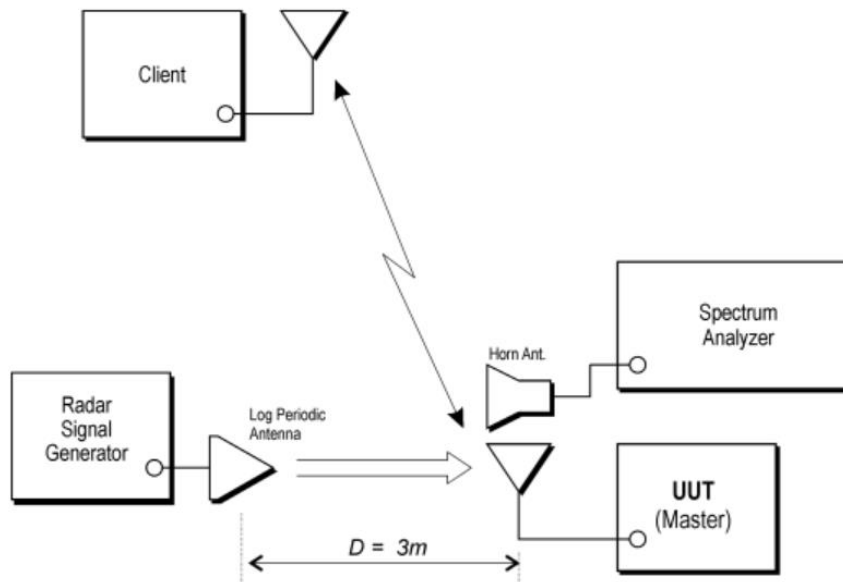 Client
Spectrum
Analyzer
Horn Ant.
Radar
Signal
Generator
Log Periodic
Antenna
UUT
(Master)
D = 3m